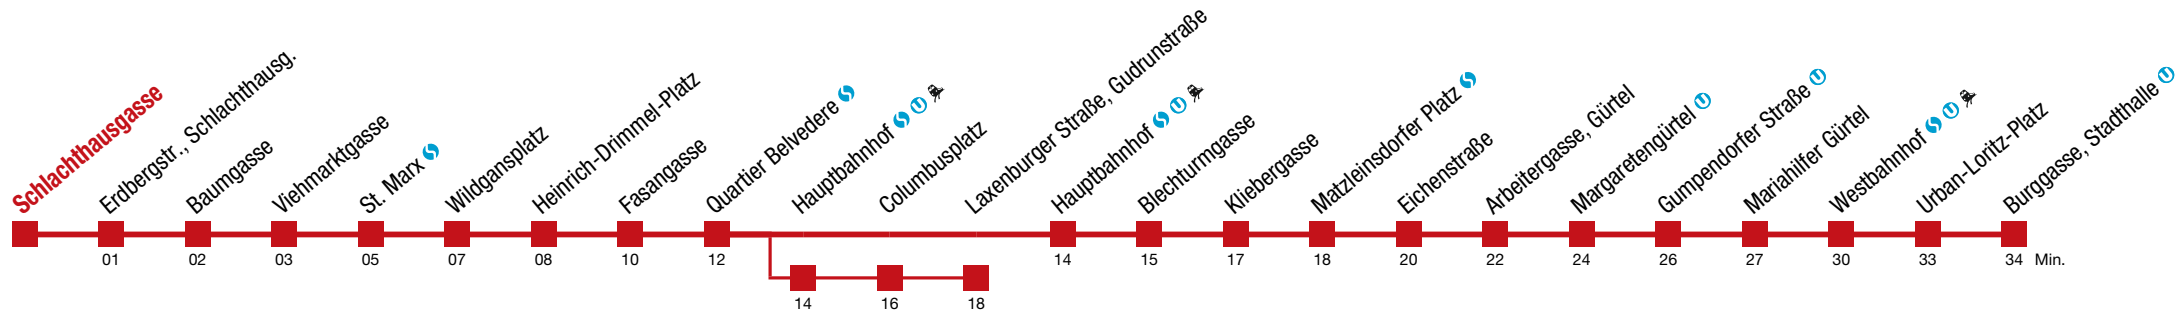 Schlachthausgasse
Erdbergstr., Schlachthausg.
Baumgasse
Viehmarktgasse
St. Marx
Wildgansplatz
Heinrich-Drimmel-Platz
Fasangasse
Quartier Belvedere
Hauptbahnhof
Columbusplatz
Laxenburger Straße, Gudrunstraße
Hauptbahnhof
Blechturmgasse
Kliebergasse
Matzleinsdorfer Platz
Eichenstraße
Arbeitergasse, Gürtel
Margaretengürtel
Gumpendorfer Straße
Mariahilfer Gürtel
Westbahnhof
Urban-Loritz-Platz
Burggasse, Stadthalle
01 02 03 05 07 08 10 12 14 15 17 18 20 22 24 26 27 30 33 34 Min.
14 16 18